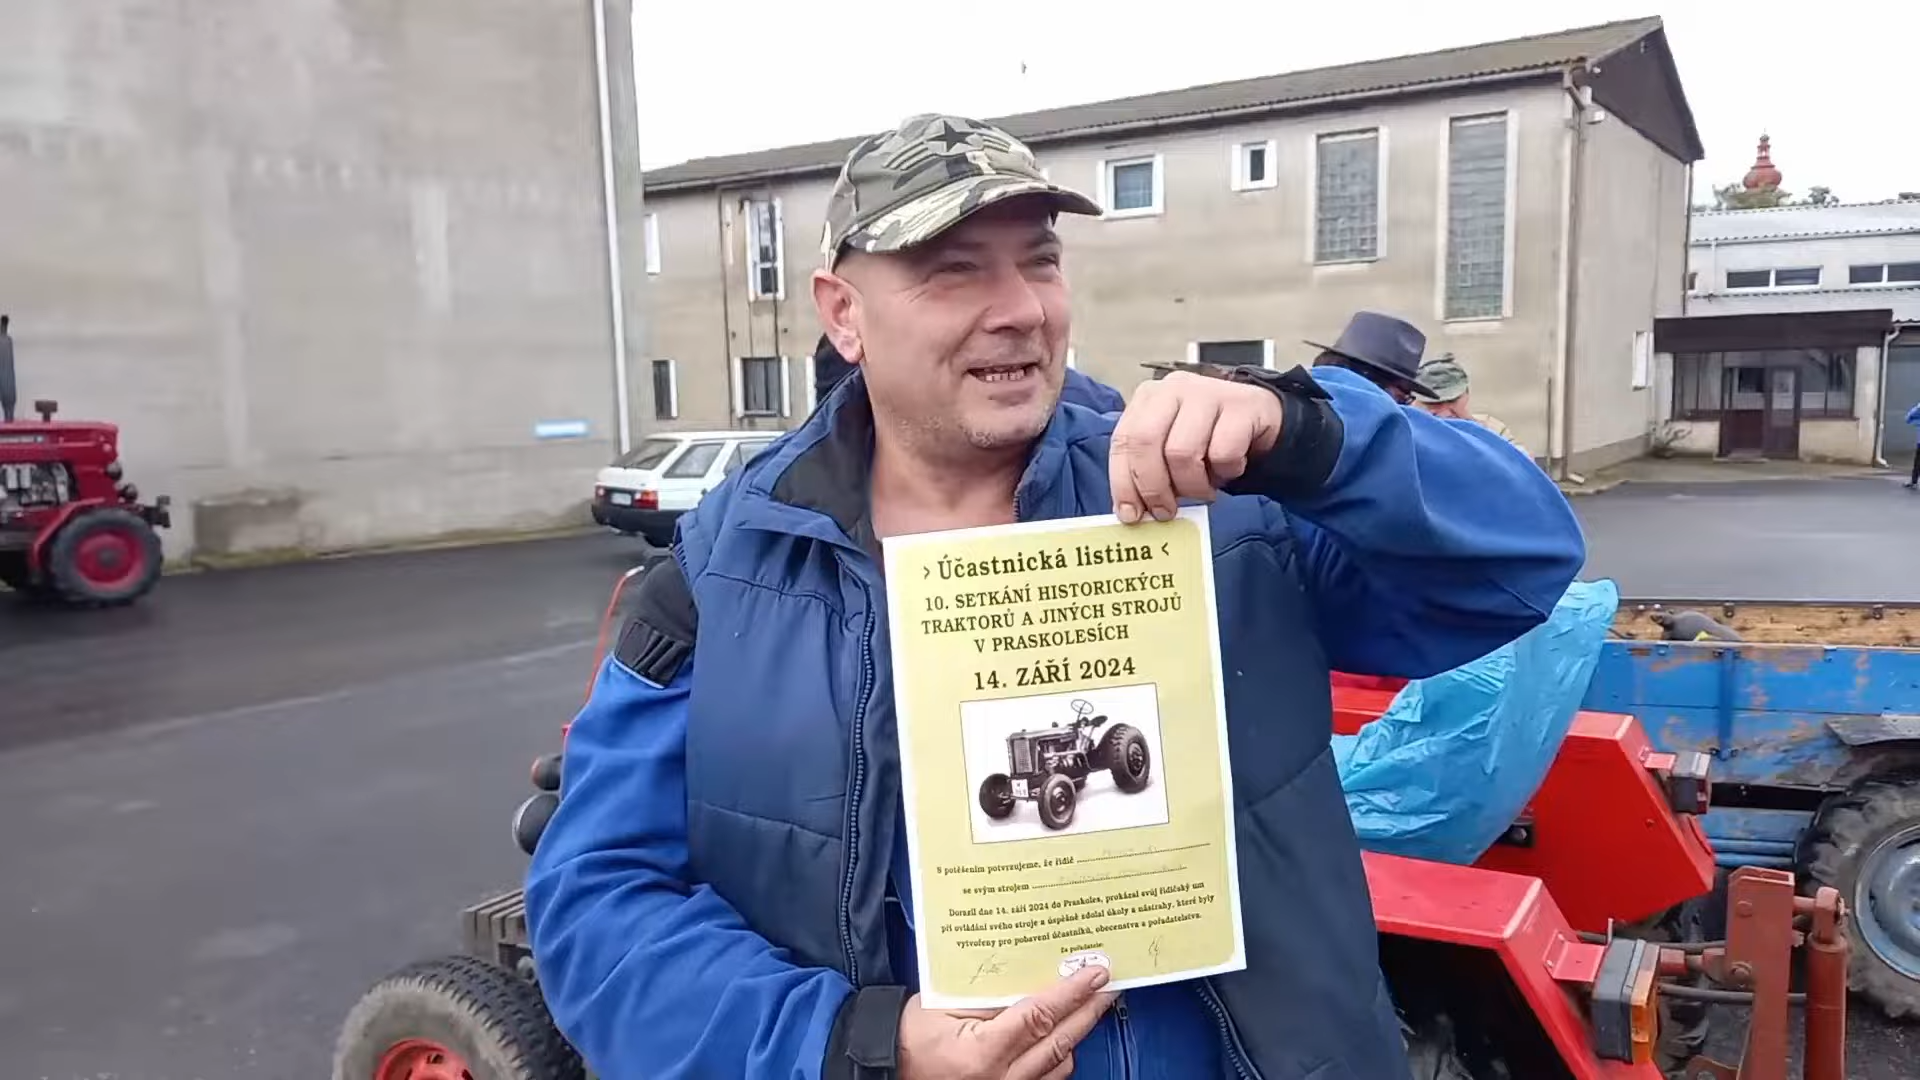 › Účastnická listina ‹
10. SETKÁNÍ HISTORICKÝCH
TRAKTORŮ A JINÝCH STROJŮ
V PRASKOLESÍCH
14. ZÁŘÍ 2024
S potěšením potvrzujeme, že řidič
se svým strojem
Dorazil dne 14. září 2024 do Praskoles, prokázal svůj řidičský um
při ovládání svého stroje a úspěšně zdolal úkoly a nástrahy, které byly
vytvořeny pro pobavení účastníků, obecenstva a pořadatelstva.
Za pořadatele: